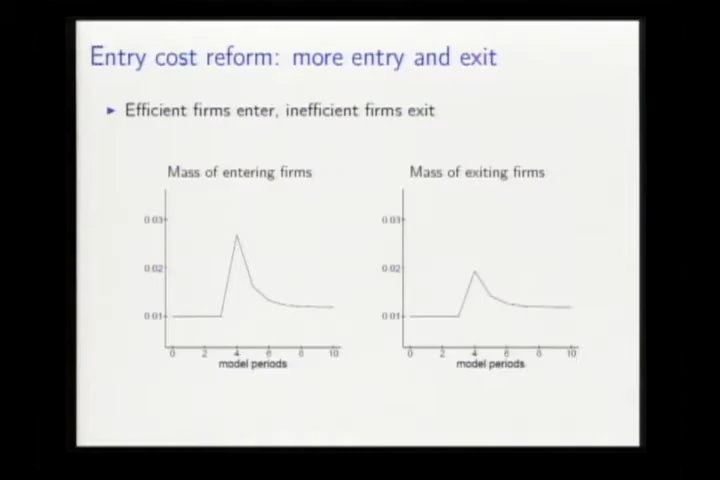 Entry cost reform: more entry and exit
Efficient firms enter, inefficient firms exit
Mass of entering firms
0.03
0.02
0.01
0 2 4 6 8 10
model periods
Mass of exiting firms
0.03
0.02
0.01
0 2 4 6 8 10
model periods